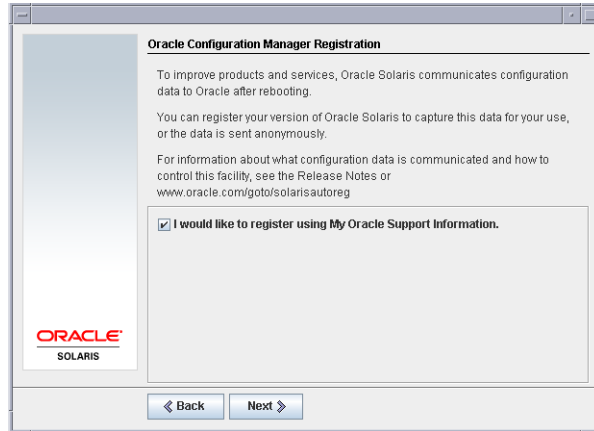 Oracle Configuration Manager Registration
To improve products and services, Oracle Solaris communicates configuration
data to Oracle after rebooting.
You can register your version of Oracle Solaris to capture this data for your use,
or the data is sent anonymously.
For information about what configuration data is communicated and how to
control this facility, see the Release Notes or
www.oracle.com/goto/solarisautoreg
I would like to register using My Oracle Support Information.
ORACLE
SOLARIS
Back
Next